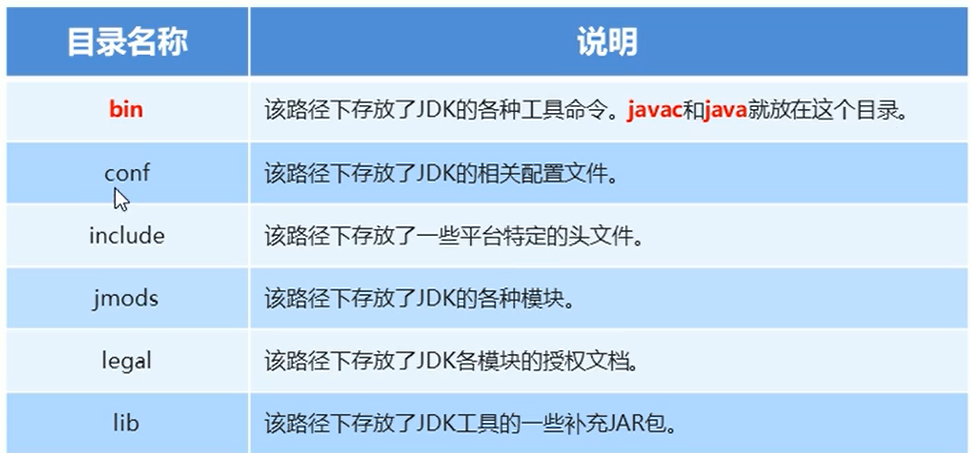 目录名称 说明
bin 该路径下存放了JDK的各种工具命令。javac和java就放在这个目录。
conf 该路径下存放了JDK的相关配置文件。
include 该路径下存放了一些平台特定的头文件。
jmods 该路径下存放了JDK的各种模块。
legal 该路径下存放了JDK各模块的授权文档。
lib 该路径下存放了JDK工具的一些补充JAR包。